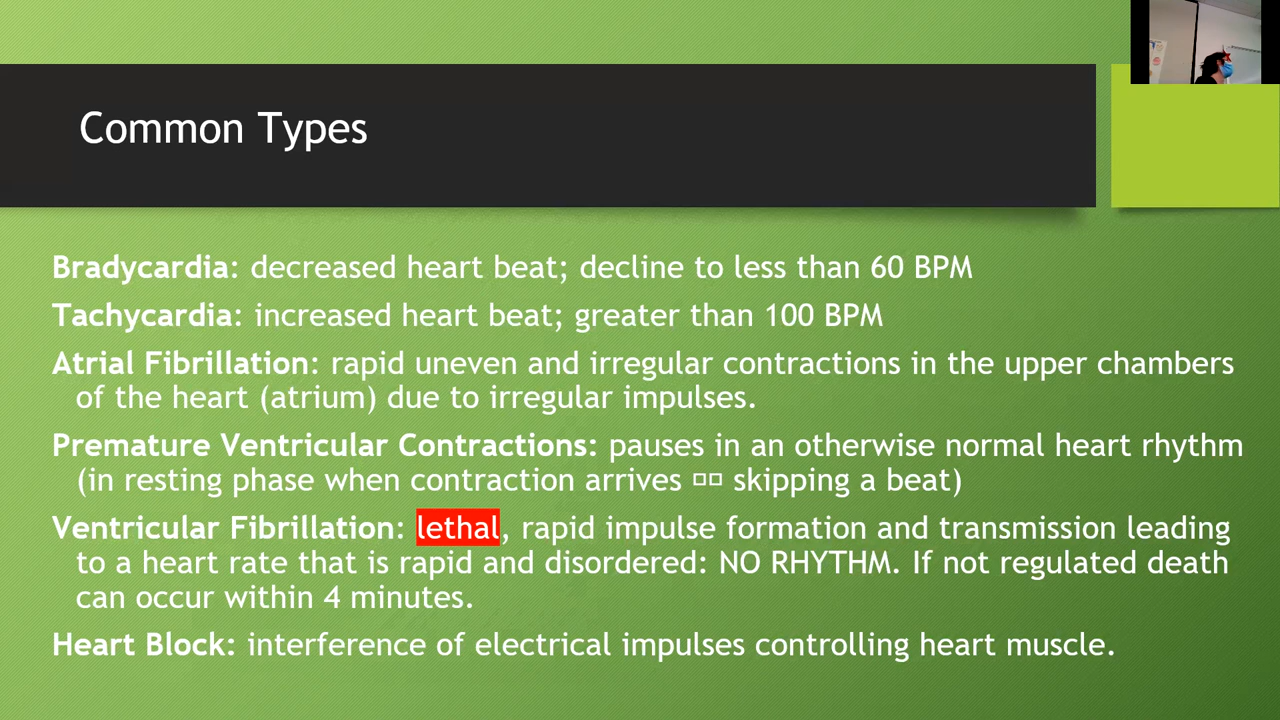 Common Types
Bradycardia: decreased heart beat; decline to less than 60 BPM
Tachycardia: increased heart beat; greater than 100 BPM
Atrial Fibrillation: rapid uneven and irregular contractions in the upper chambers
of the heart (atrium) due to irregular impulses.
Premature Ventricular Contractions: pauses in an otherwise normal heart rhythm
(in resting phase when contraction arrives □□ skipping a beat)
Ventricular Fibrillation: lethal, rapid impulse formation and transmission leading
to a heart rate that is rapid and disordered: NO RHYTHM. If not regulated death
can occur within 4 minutes.
Heart Block: interference of electrical impulses controlling heart muscle.